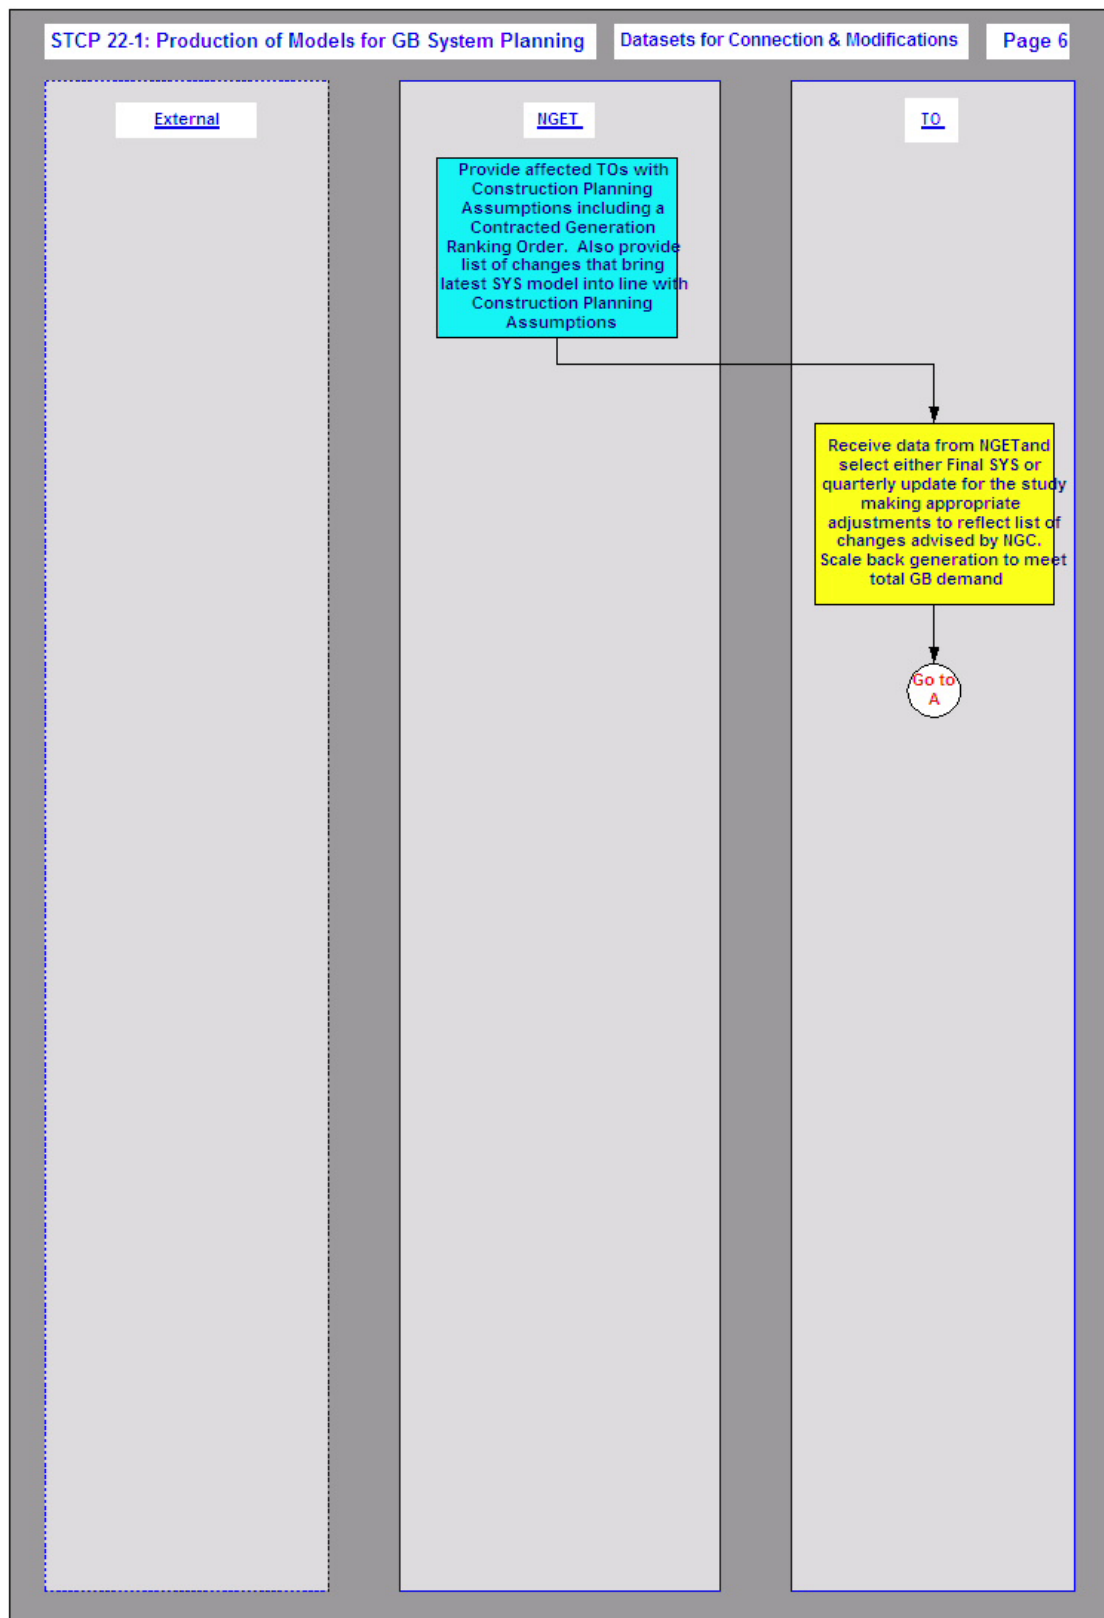 STCP 22-1: Production of Models for GB System Planning
Datasets for Connection & Modifications
Page 6
External
NGET
TO
Provide affected TOs with
Construction Planning
Assumptions including a
Contracted Generation
Ranking Order. Also provide
list of changes that bring
latest SYS model into line with
Construction Planning
Assumptions
Receive data from NGETand
select either Final SYS or
quarterly update for the study
making appropriate
adjustments to reflect list of
changes advised by NGC.
Scale back generation to meet
total GB demand
Go to
A